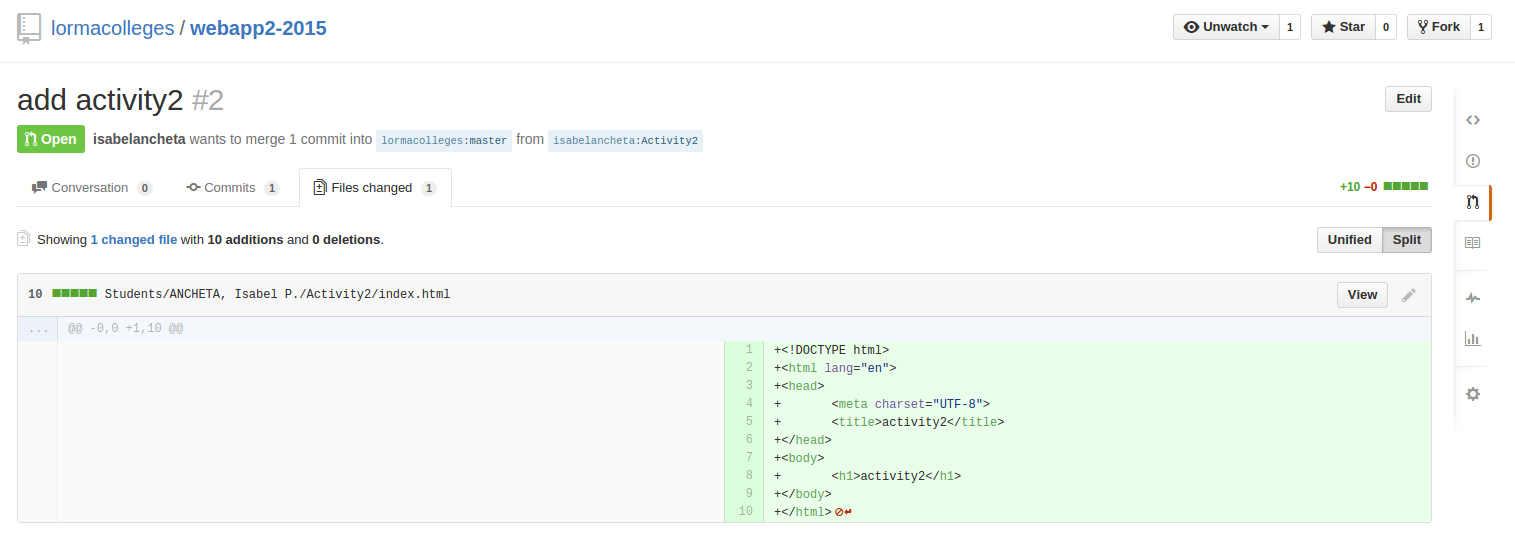 lormacolleges / webapp2-2015
Unwatch 1 Star 0 Fork 1
add activity2 #2
Edit
Open isabelancheta wants to merge 1 commit into lormacolleges:master from isabelancheta:Activity2
Conversation 0 Commits 1 Files changed 1 +10 −0
Showing 1 changed file with 10 additions and 0 deletions.
Unified Split
10 Students/ANCHETA, Isabel P./Activity2/index.html
View
... @@ -0,0 +1,10 @@
1 +<!DOCTYPE html>
2 +<html lang="en">
3 +<head>
4 + <meta charset="UTF-8">
5 + <title>activity2</title>
6 +</head>
7 +<body>
8 + <h1>activity2</h1>
9 +</body>
10 +</html>